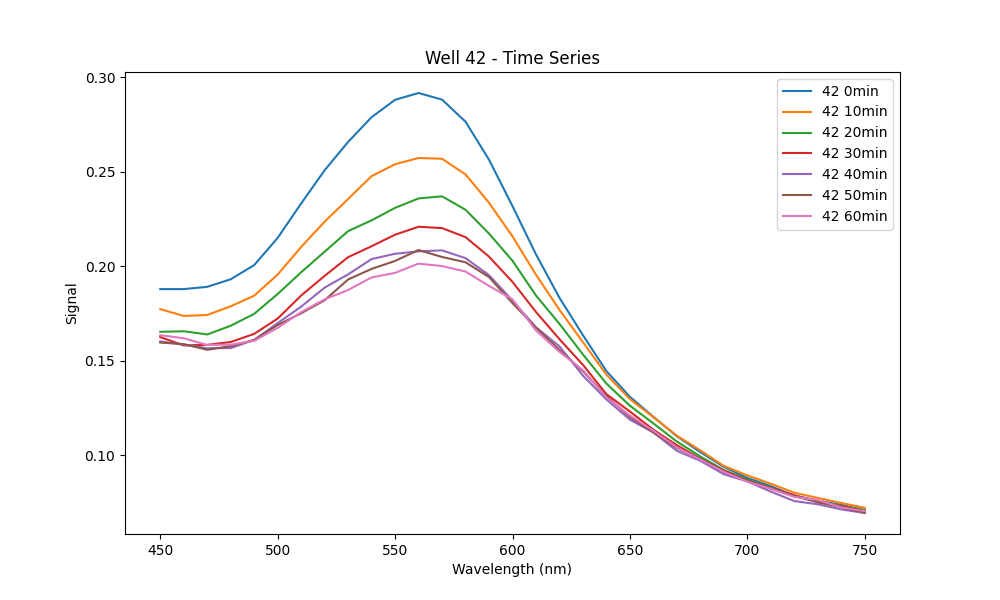 Well 42 - Time Series
42 0min
42 10min
42 20min
42 30min
42 40min
42 50min
42 60min
Signal
0.30
0.25
0.20
0.15
0.10
450 500 550 600 650 700 750
Wavelength (nm)